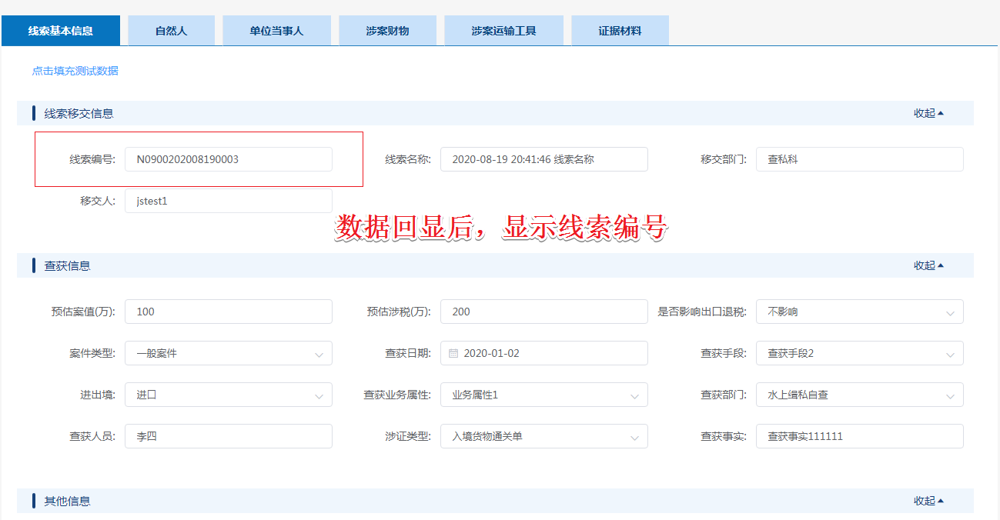 线索基本信息 自然人 单位当事人 涉案财物 涉案运输工具 证据材料
点击填充测试数据
线索移交信息 收起
线索编号: N0900202008190003 线索名称: 2020-08-19 20:41:46 线索名称 移交部门: 查私科
移交人: jstest1
数据回显后，显示线索编号
查获信息 收起
预估案值(万): 100 预估涉税(万): 200 是否影响出口退税: 不影响
案件类型: 一般案件 查获日期: 2020-01-02 查获手段: 查获手段2
进出境: 进口 查获业务属性: 业务属性1 查获部门: 水上缉私自查
查获人员: 李四 涉证类型: 入境货物通关单 查获事实: 查获事实111111
其他信息 收起